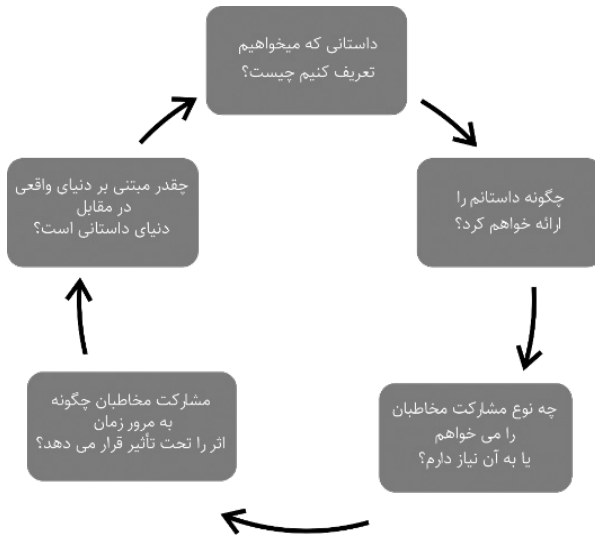 داستانی که میخواهیم
تعریف کنیم چیست؟
چگونه داستانم را
ارائه خواهم کرد؟
چه نوع مشارکت مخاطبان
را می خواهم
یا به آن نیاز دارم؟
مشارکت مخاطبان چگونه
به مرور زمان
اثر را تحت تأثیر قرار می دهد؟
چقدر مبتنی بر دنیای واقعی
در مقابل
دنیای داستانی است؟